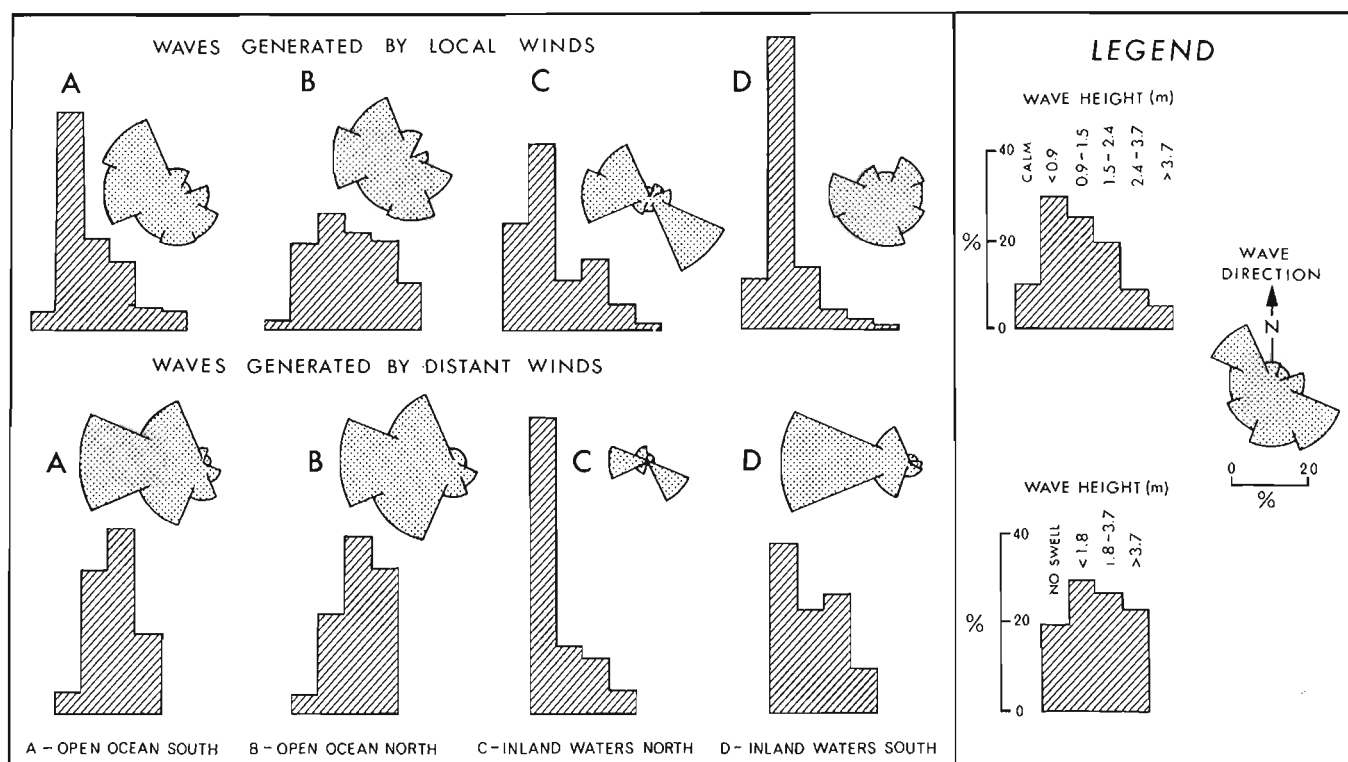 WAVES GENERATED BY LOCAL WINDS
A
B
C
D
WAVES GENERATED BY DISTANT WINDS
A
B
C
D
A – OPEN OCEAN SOUTH
B – OPEN OCEAN NORTH
C – INLAND WATERS NORTH
D – INLAND WATERS SOUTH
LEGEND
WAVE HEIGHT (m)
CALM
<0.9
0.9–1.5
1.5–2.4
2.4–3.7
>3.7
40
% 20
0
WAVE
DIRECTION
N
0 20
%
WAVE HEIGHT (m)
NO SWELL
<1.8
1.8–3.7
>3.7
40
% 20
0